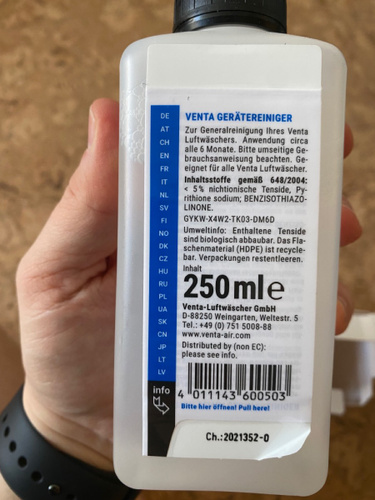 DE
AT
CH
EN
FR
IT
NL
SV
FI
NO
DK
CZ
HU
RU
PL
UA
SK
CN
JP
LT
LV
info
VENTA GERÄTEREINIGER
Zur Generalreinigung Ihres Venta
Luftwäschers. Anwendung circa
alle 6 Monate. Bitte umseitige Ge-
brauchsanweisung beachten. Ge-
eignet für alle Venta Luftwäscher.
Inhaltsstoffe gemäß 648/2004:
< 5% nichtionische Tenside, Py-
rithione sodium; BENZISOTHIAZO-
LINONE.
GYKW-X4W2-TK03-DM6D
Umweltinfo: Enthaltene Tenside
sind biologisch abbaubar. Das Fla-
schenmaterial (HDPE) ist recycle-
bar. Verpackungen restentleeren.
Inhalt
250 ml e
Venta-Luftwäscher GmbH
D-88250 Weingarten, Weltestr. 5
Tel.: +49 (0) 751 5008-88
www.venta-air.com
Distributed by (non EC):
please see info.
4 011143 600503
Bitte hier öffnen! Pull here!
Ch.: 2021352-0